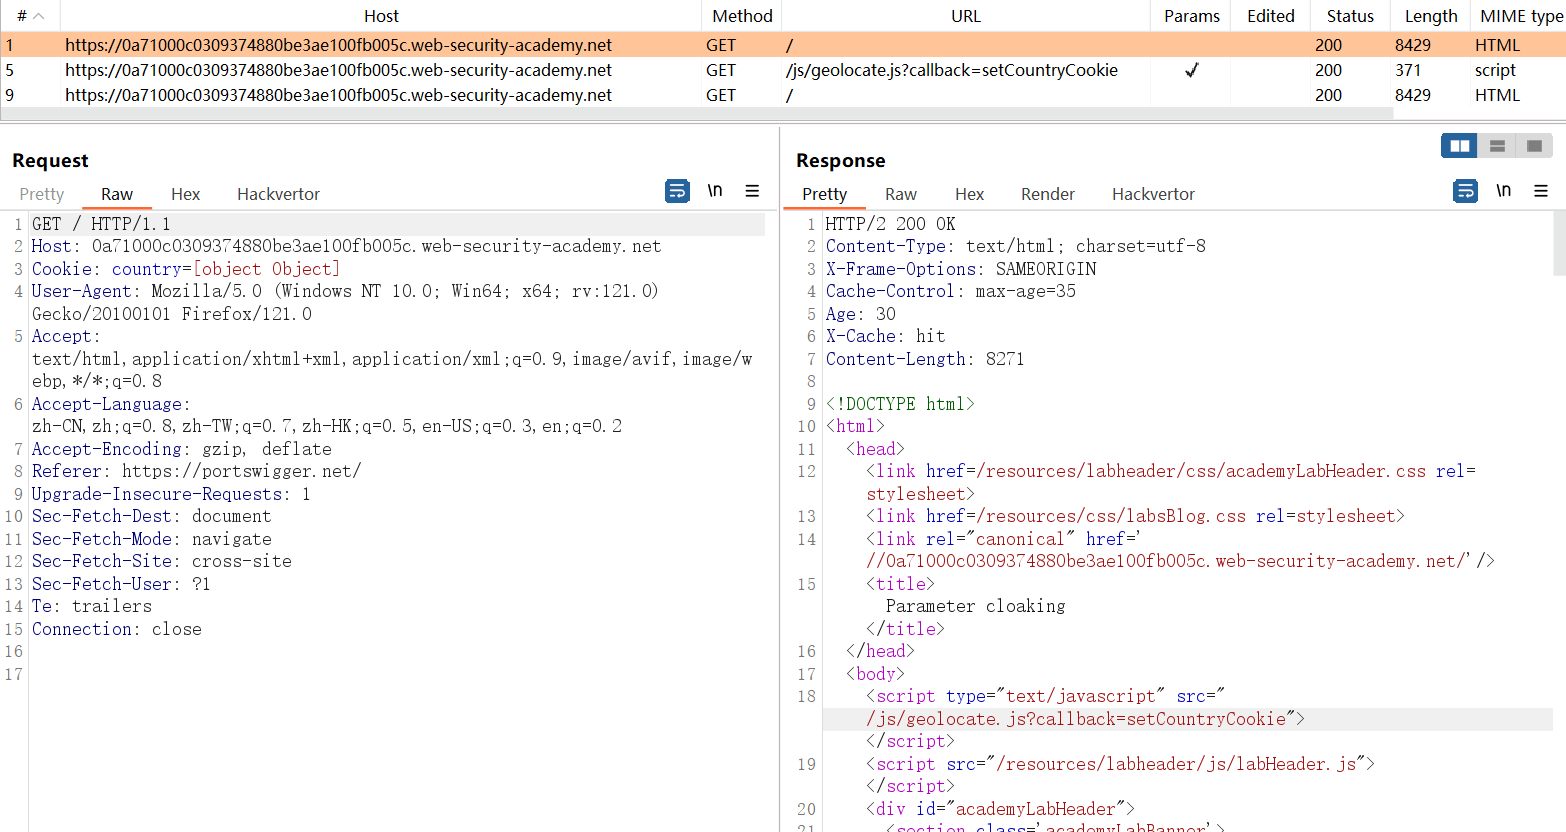 # Host Method URL Params Edited Status Length MIME type
1 https://0a71000c0309374880be3ae100fb005c.web-security-academy.net GET / 200 8429 HTML
5 https://0a71000c0309374880be3ae100fb005c.web-security-academy.net GET /js/geolocate.js?callback=setCountryCookie ✓ 200 371 script
9 https://0a71000c0309374880be3ae100fb005c.web-security-academy.net GET / 200 8429 HTML
Request
Pretty Raw Hex Hackvertor \n
1 GET / HTTP/1.1
2 Host: 0a71000c0309374880be3ae100fb005c.web-security-academy.net
3 Cookie: country=[object Object]
4 User-Agent: Mozilla/5.0 (Windows NT 10.0; Win64; x64; rv:121.0)
Gecko/20100101 Firefox/121.0
5 Accept:
text/html,application/xhtml+xml,application/xml;q=0.9,image/avif,image/w
ebp,*/*;q=0.8
6 Accept-Language:
zh-CN,zh;q=0.8,zh-TW;q=0.7,zh-HK;q=0.5,en-US;q=0.3,en;q=0.2
7 Accept-Encoding: gzip, deflate
8 Referer: https://portswigger.net/
9 Upgrade-Insecure-Requests: 1
10 Sec-Fetch-Dest: document
11 Sec-Fetch-Mode: navigate
12 Sec-Fetch-Site: cross-site
13 Sec-Fetch-User: ?1
14 Te: trailers
15 Connection: close
16
17
Response
Pretty Raw Hex Render Hackvertor \n
1 HTTP/2 200 OK
2 Content-Type: text/html; charset=utf-8
3 X-Frame-Options: SAMEORIGIN
4 Cache-Control: max-age=35
5 Age: 30
6 X-Cache: hit
7 Content-Length: 8271
8
9 <!DOCTYPE html>
10 <html>
11 <head>
12 <link href=/resources/labheader/css/academyLabHeader.css rel=
stylesheet>
13 <link href=/resources/css/labsBlog.css rel=stylesheet>
14 <link rel="canonical" href='
//0a71000c0309374880be3ae100fb005c.web-security-academy.net/'/>
15 <title>
Parameter cloaking
</title>
16 </head>
17 <body>
18 <script type="text/javascript" src="
/js/geolocate.js?callback=setCountryCookie">
</script>
19 <script src="/resources/labheader/js/labHeader.js">
</script>
20 <div id="academyLabHeader">
21 <section class='academyLabBanner'>